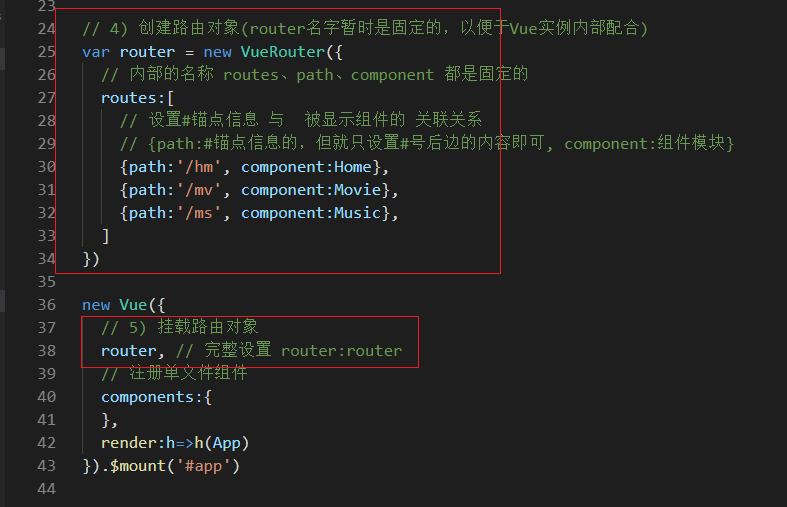 23
24 // 4) 创建路由对象(router名字暂时是固定的，以便于Vue实例内部配合)
25 var router = new VueRouter({
26 // 内部的名称 routes、path、component 都是固定的
27 routes:[
28 // 设置#锚点信息 与 被显示组件的 关联关系
29 // {path:#锚点信息的，但就只设置#号后边的内容即可, component:组件模块}
30 {path:'/hm', component:Home},
31 {path:'/mv', component:Movie},
32 {path:'/ms', component:Music},
33 ]
34 })
35
36 new Vue({
37 // 5) 挂载路由对象
38 router, // 完整设置 router:router
39 // 注册单文件组件
40 components:{
41 },
42 render:h=>h(App)
43 }).$mount('#app')
44